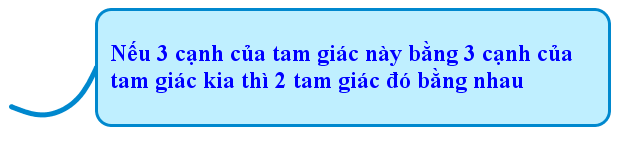 Nếu 3 cạnh của tam giác này bằng 3 cạnh của
tam giác kia thì 2 tam giác đó bằng nhau